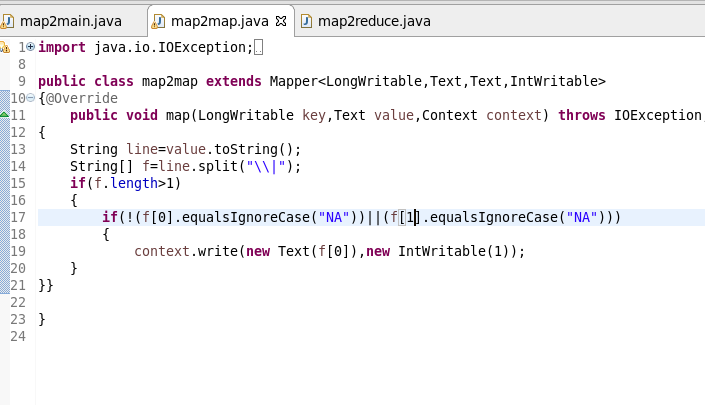 map2main.java map2map.java map2reduce.java
1 import java.io.IOException;
8
9 public class map2map extends Mapper<LongWritable,Text,Text,IntWritable>
10 {@Override
11     public void map(LongWritable key,Text value,Context context) throws IOException,
12 {
13     String line=value.toString();
14     String[] f=line.split("\\|");
15     if(f.length>1)
16     {
17         if(!(f[0].equalsIgnoreCase("NA"))||(f[1].equalsIgnoreCase("NA")))
18         {
19             context.write(new Text(f[0]),new IntWritable(1));
20     }
21 }}
22
23 }
24